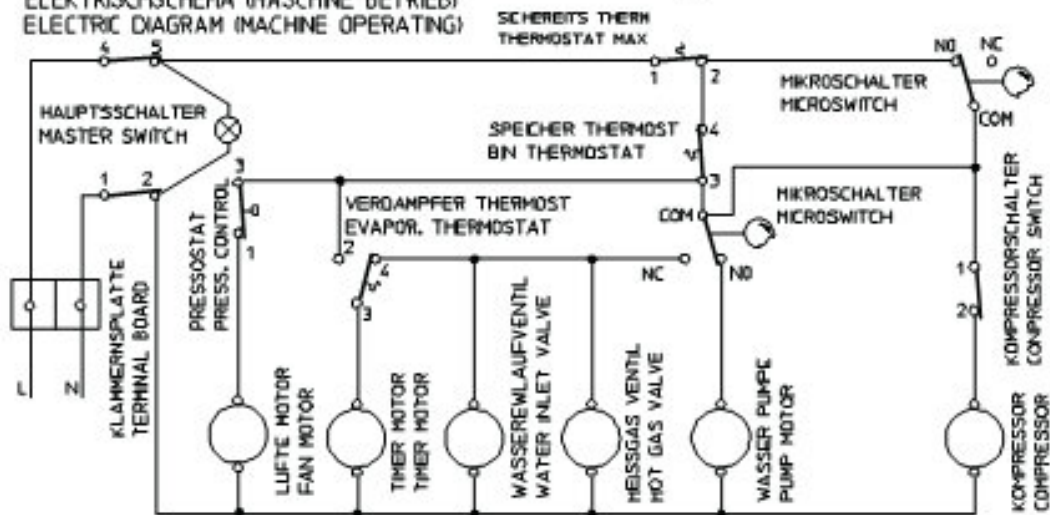 ELEKTRISCHSCHEMA (MASCHINE BETRIEB)
ELECTRIC DIAGRAM (MACHINE OPERATING)
SCHEREITS THERM
THERMOSTAT MAX
4
5
1
2
NO
NC
COM
MIKROSCHALTER
MICROSWITCH
HAUPTSSCHALTER
MASTER SWITCH
SPEICHER THERMOST
BIN THERMOSTAT
4
3
1
2
3
1
PRESSOSTAT
PRESS. CONTROL
VERDAMPFER THERMOST
EVAPOR. THERMOSTAT
2
4
3
COM
NC
NO
MIKROSCHALTER
MICROSWITCH
1
2
KOMPRESSORSCHALTER
CONPRESSOR SWITCH
L
N
KLAMMERNSPLATTE
TERMINAL BOARD
LUFTE MOTOR
FAN MOTOR
TIMER MOTOR
TIMER MOTOR
WASSEREWLAUFVENTIL
WATER INLET VALVE
HEISSGAS VENTIL
HOT GAS VALVE
WASSER PUMPE
PUMP MOTOR
KOMPRESSOR
COMPRESSOR